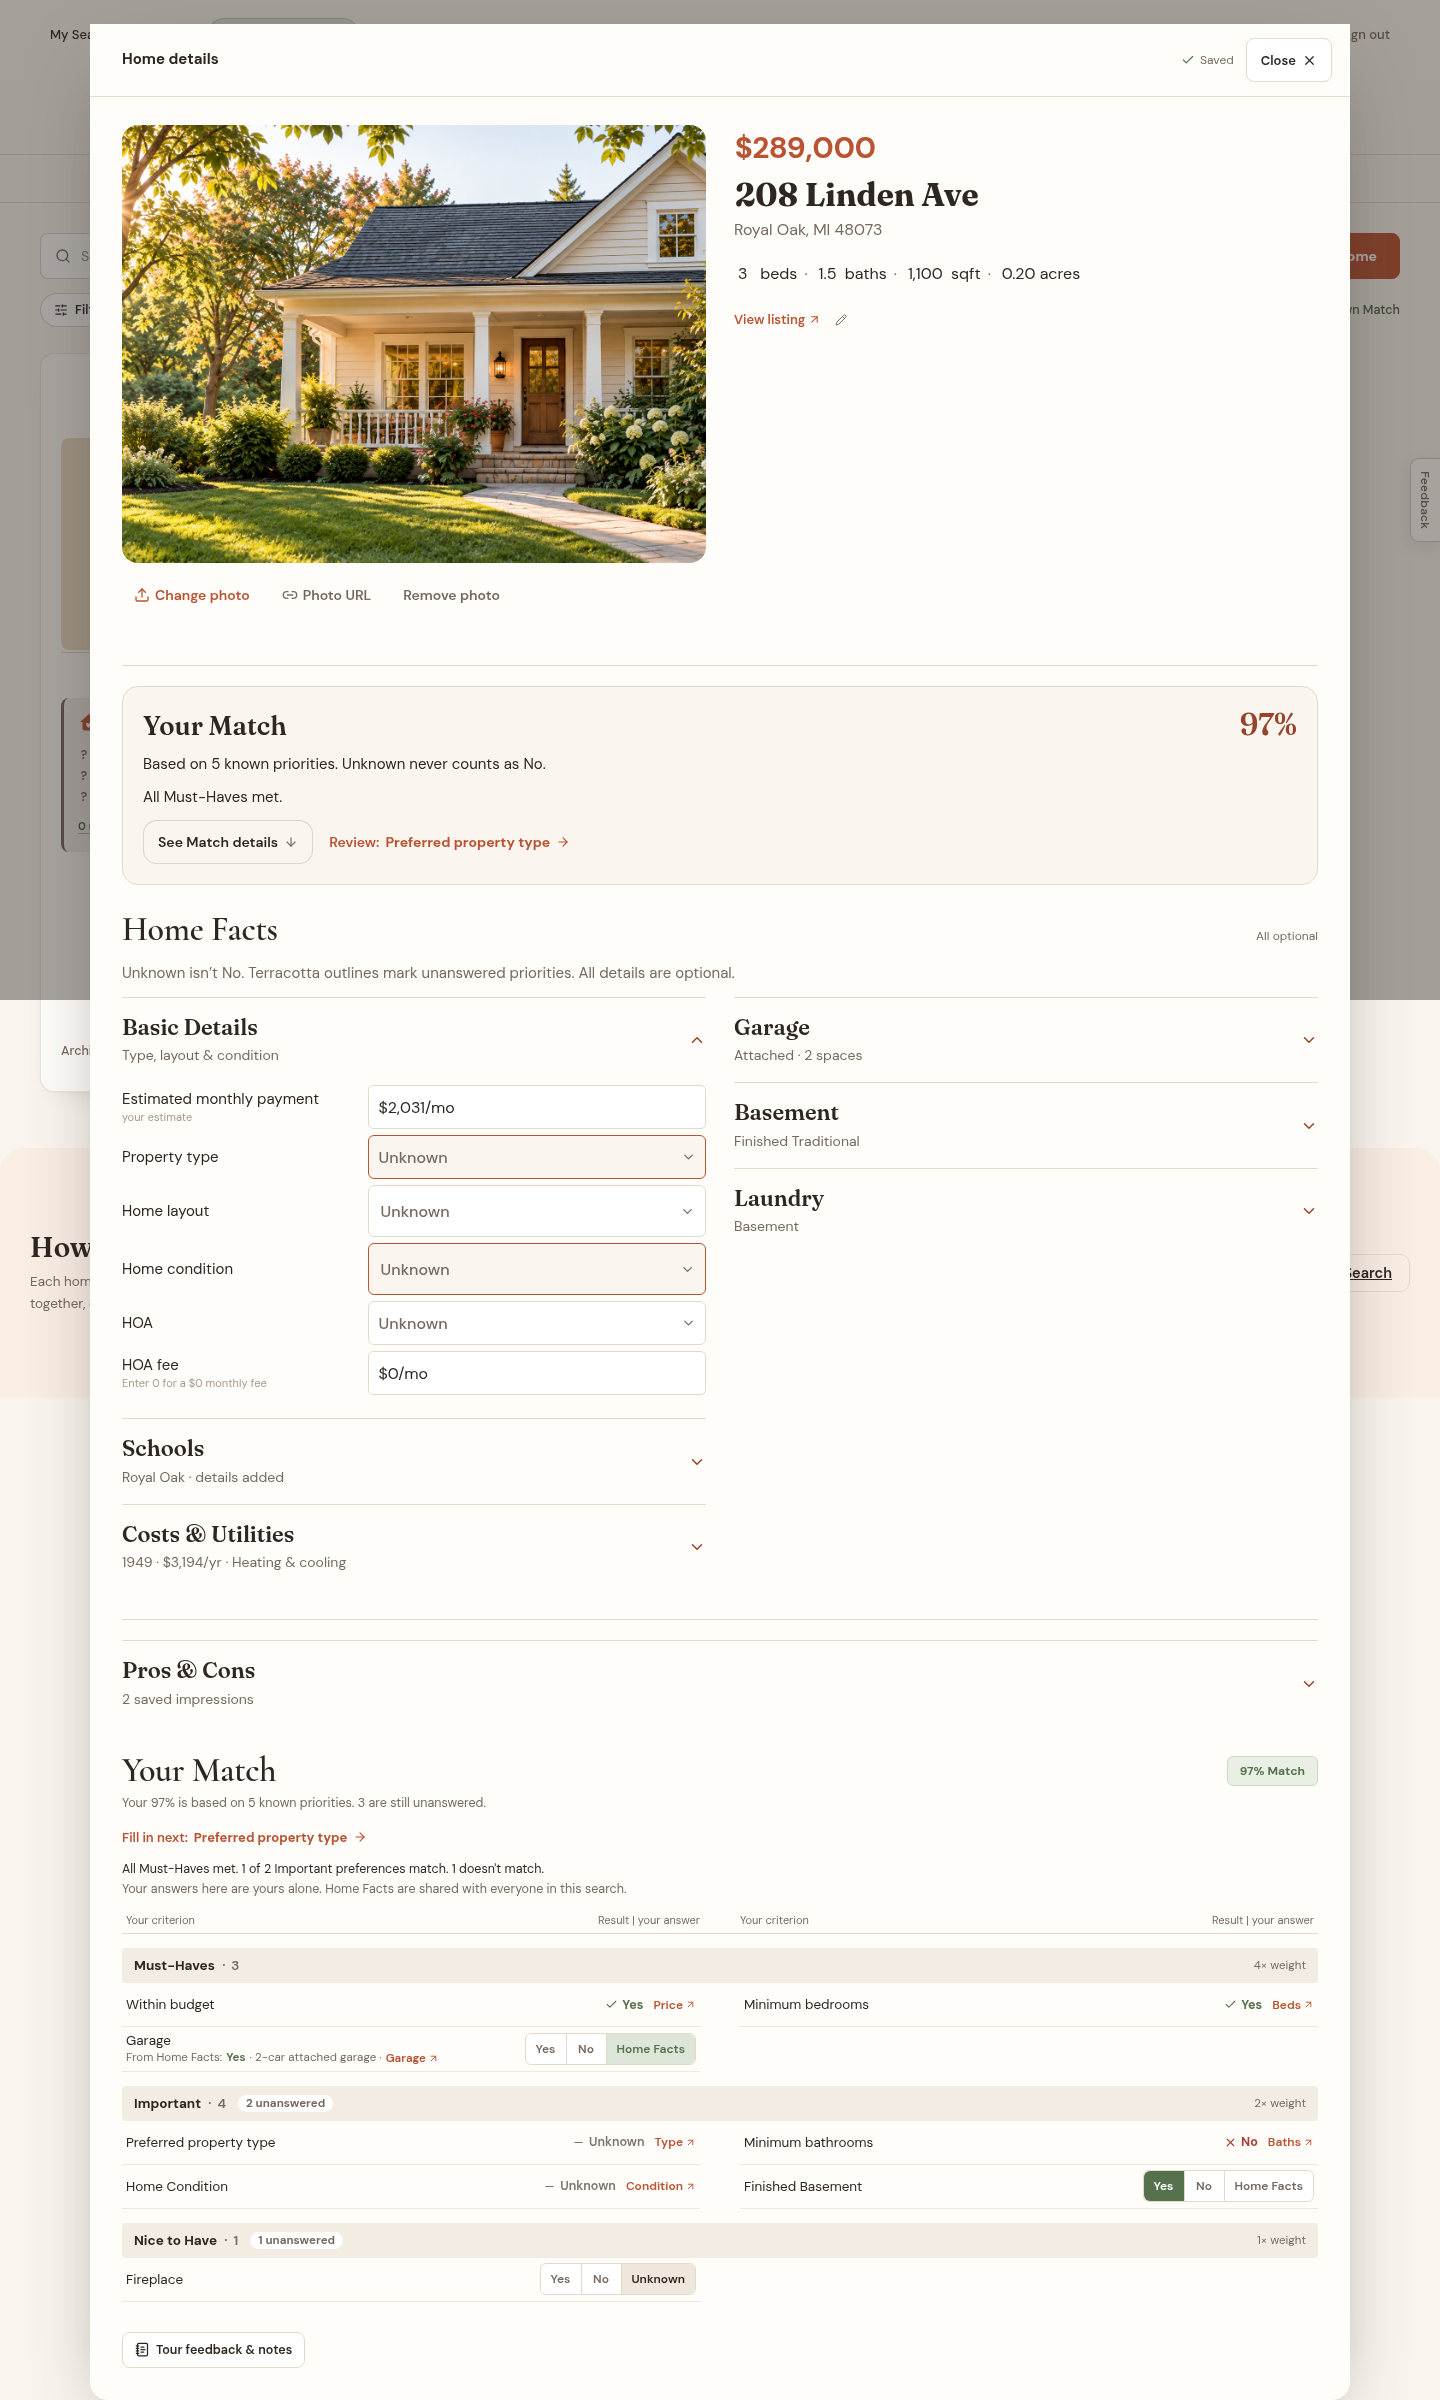 Home details
Saved
Close
$289,000
208 Linden Ave
Royal Oak, MI 48073
3 beds · 1.5 baths · 1,100 sqft · 0.20 acres
View listing
Feedback
Change photo
Photo URL
Remove photo
Your Match
97%
Based on 5 known priorities. Unknown never counts as No.
All Must-Haves met.
See Match details
Review: Preferred property type
Home Facts
All optional
Unknown isn't No. Terracotta outlines mark unanswered priorities. All details are optional.
Basic Details
Type, layout & condition
Estimated monthly payment
your estimate
$2,031/mo
Property type
Unknown
Home layout
Unknown
Home condition
Unknown
HOA
Unknown
HOA fee
Enter 0 for a $0 monthly fee
$0/mo
Schools
Royal Oak · details added
Costs & Utilities
1949 · $3,194/yr · Heating & cooling
Garage
Attached · 2 spaces
Basement
Finished Traditional
Laundry
Basement
How
Each
together,
Search
Pros & Cons
2 saved impressions
Your Match
97% Match
Your 97% is based on 5 known priorities. 3 are still unanswered.
Fill in next: Preferred property type
All Must-Haves met. 1 of 2 Important preferences match. 1 doesn't match.
Your answers here are yours alone. Home Facts are shared with everyone in this search.
Your criterion Result | your answer Your criterion Result | your answer
Must-Haves · 3 4× weight
Within budget Yes Price
Minimum bedrooms Yes Beds
Garage
From Home Facts: Yes · 2-car attached garage · Garage
Yes No Home Facts
Important · 4 2 unanswered 2× weight
Preferred property type — Unknown Type
Minimum bathrooms No Baths
Home Condition — Unknown Condition
Finished Basement Yes No Home Facts
Nice to Have · 1 1 unanswered 1× weight
Fireplace Yes No Unknown
Tour feedback & notes